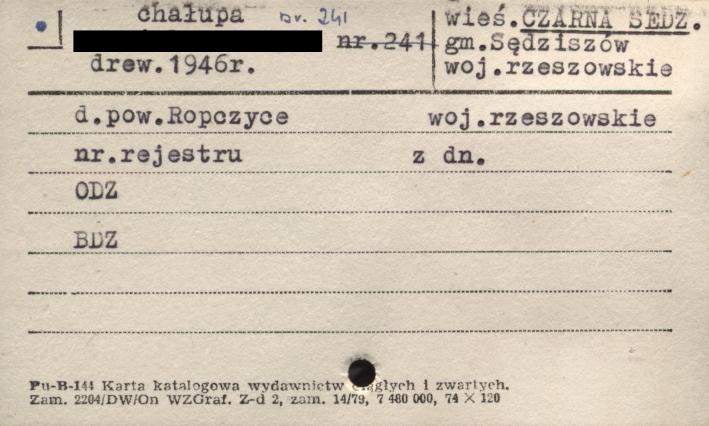 chałupa nr. 241
nr.241
drew.1946r.
wieś.CZARNA SĘDZ.
gm.Sędziszów
woj.rzeszowskie
d.pow.Ropczyce woj.rzeszowskie
nr.rejestru z dn.
ODZ
BDZ
Pu-B-144 Karta katalogowa wydawnictw ciągłych i zwartych.
Zam. 2204/DW/On WZGraf. Z-d 2, zam. 14/79, 7 480 000, 74 × 120